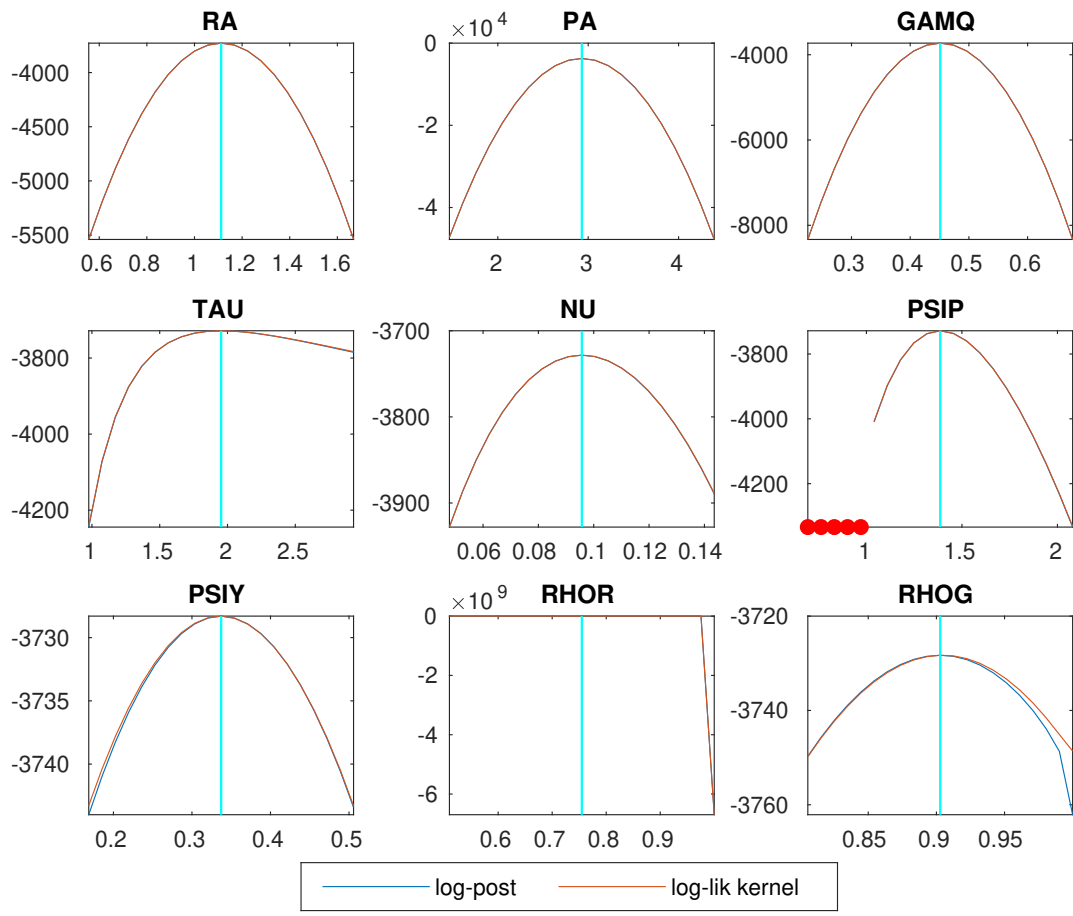 RA
-4000
-4500
-5000
-5500
0.6 0.8 1 1.2 1.4 1.6
PA
×10^4
0
-2
-4
2 3 4
GAMQ
-4000
-6000
-8000
0.3 0.4 0.5 0.6
TAU
-3800
-4000
-4200
1 1.5 2 2.5
NU
-3700
-3800
-3900
0.06 0.08 0.1 0.12 0.14
PSIP
-3800
-4000
-4200
1 1.5 2
PSIY
-3730
-3735
-3740
0.2 0.3 0.4 0.5
RHOR
×10^9
0
-2
-4
-6
0.6 0.7 0.8 0.9
RHOG
-3720
-3740
-3760
0.85 0.9 0.95
log-post log-lik kernel